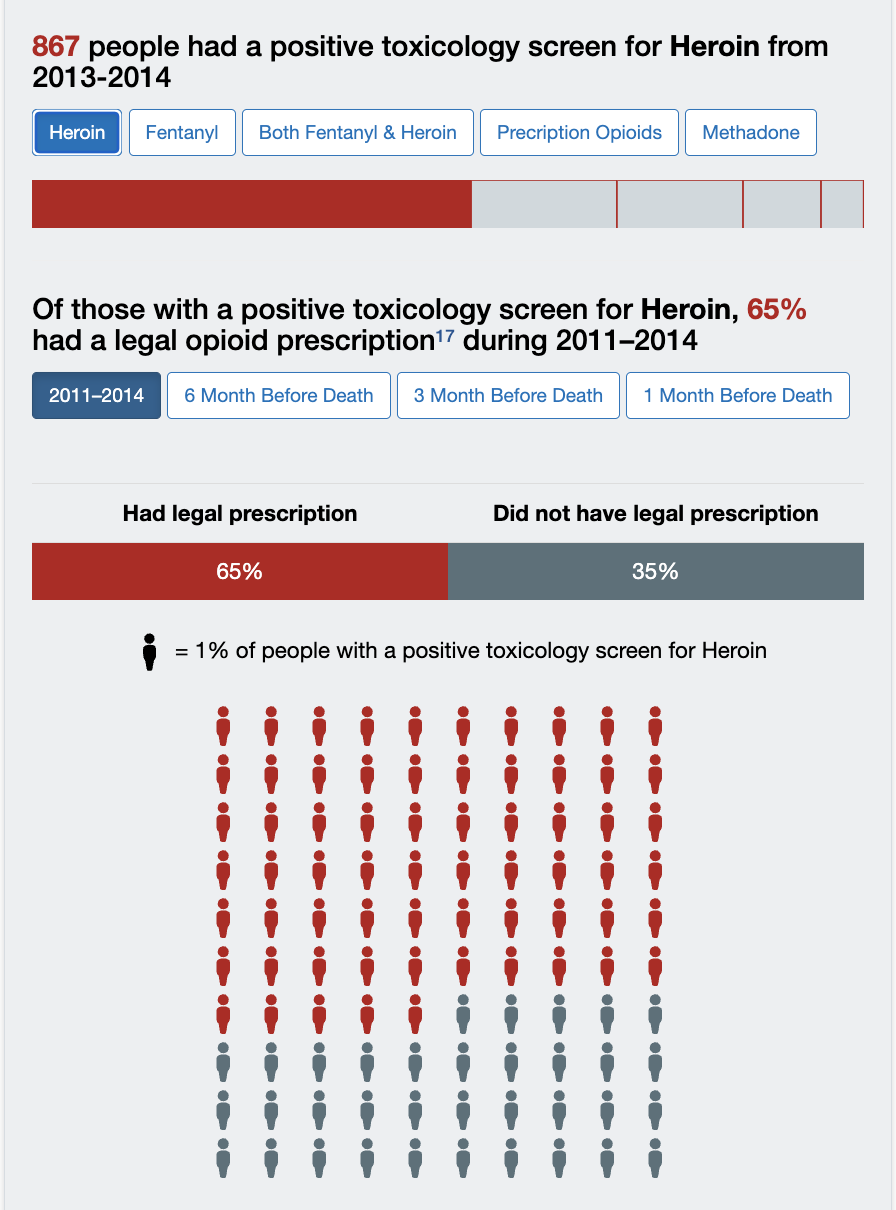 867 people had a positive toxicology screen for Heroin from
2013-2014
Heroin
Fentanyl
Both Fentanyl & Heroin
Precription Opioids
Methadone
Of those with a positive toxicology screen for Heroin, 65%
had a legal opioid prescription17 during 2011–2014
2011–2014
6 Month Before Death
3 Month Before Death
1 Month Before Death
Had legal prescription
Did not have legal prescription
65%
35%
= 1% of people with a positive toxicology screen for Heroin